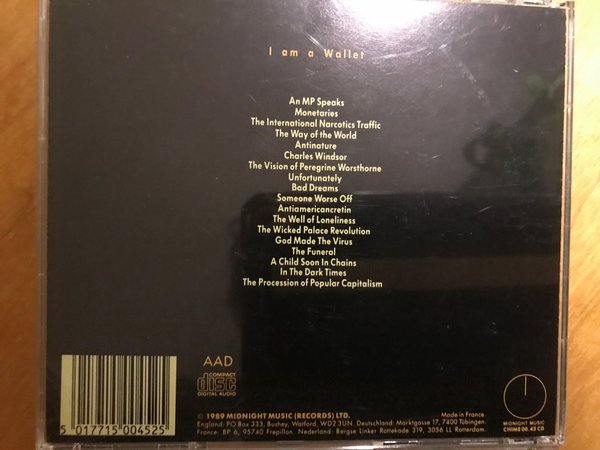 I am a Wallet
An MP Speaks
Monetaries
The International Narcotics Traffic
The Way of the World
Antinature
Charles Windsor
The Vision of Peregrine Worsthorne
Unfortunately
Bad Dreams
Someone Worse Off
Antiamericancretin
The Well of Loneliness
The Wicked Palace Revolution
God Made The Virus
The Funeral
A Child Soon In Chains
In The Dark Times
The Procession of Popular Capitalism
AAD
COMPACT
disc
DIGITAL AUDIO
5 017715 004525
© 1989 MIDNIGHT MUSIC (RECORDS) LTD. Made in France.
England: PO Box 333, Bushey, Watford, WD2 3UN. Deutschland: Marktgasse 17, 7400 Tübingen.
France: BP 6, 95740 Frepillon. Nederland: Bergse Linker Rottekade 319, 3056 LL Rotterdam.
MIDNIGHT MUSIC
CHIME 00.43 CD